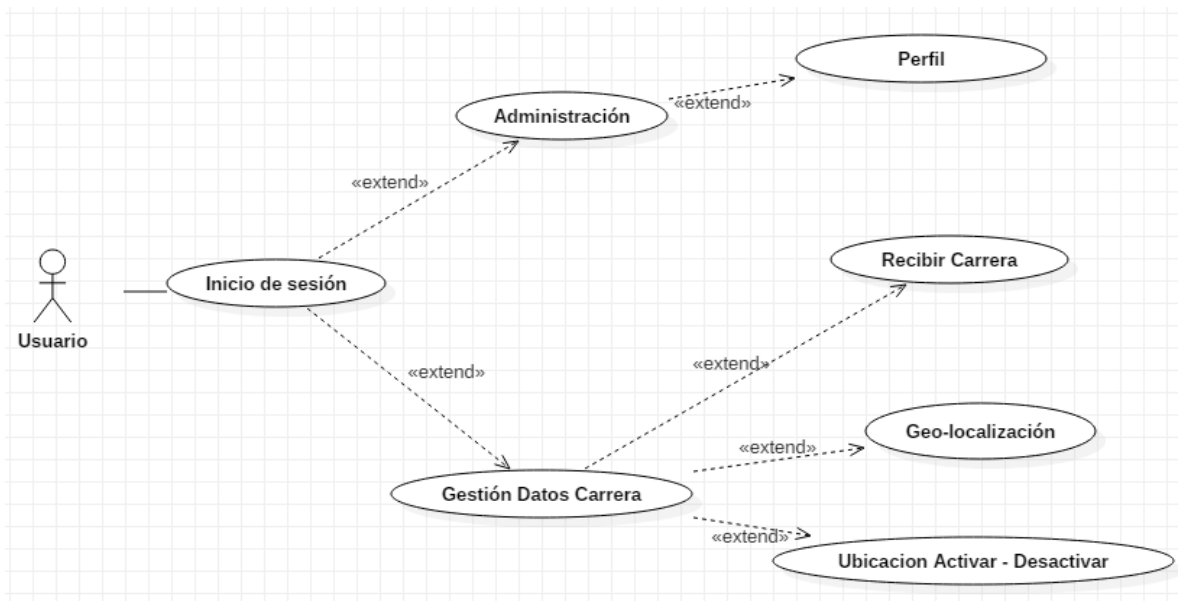 Perfil
«extend»
Administración
«extend»
Recibir Carrera
Inicio de sesión
Usuario
«extend»
«extend»
Geo-localización
«extend»
Gestión Datos Carrera
«extend»
Ubicacion Activar - Desactivar